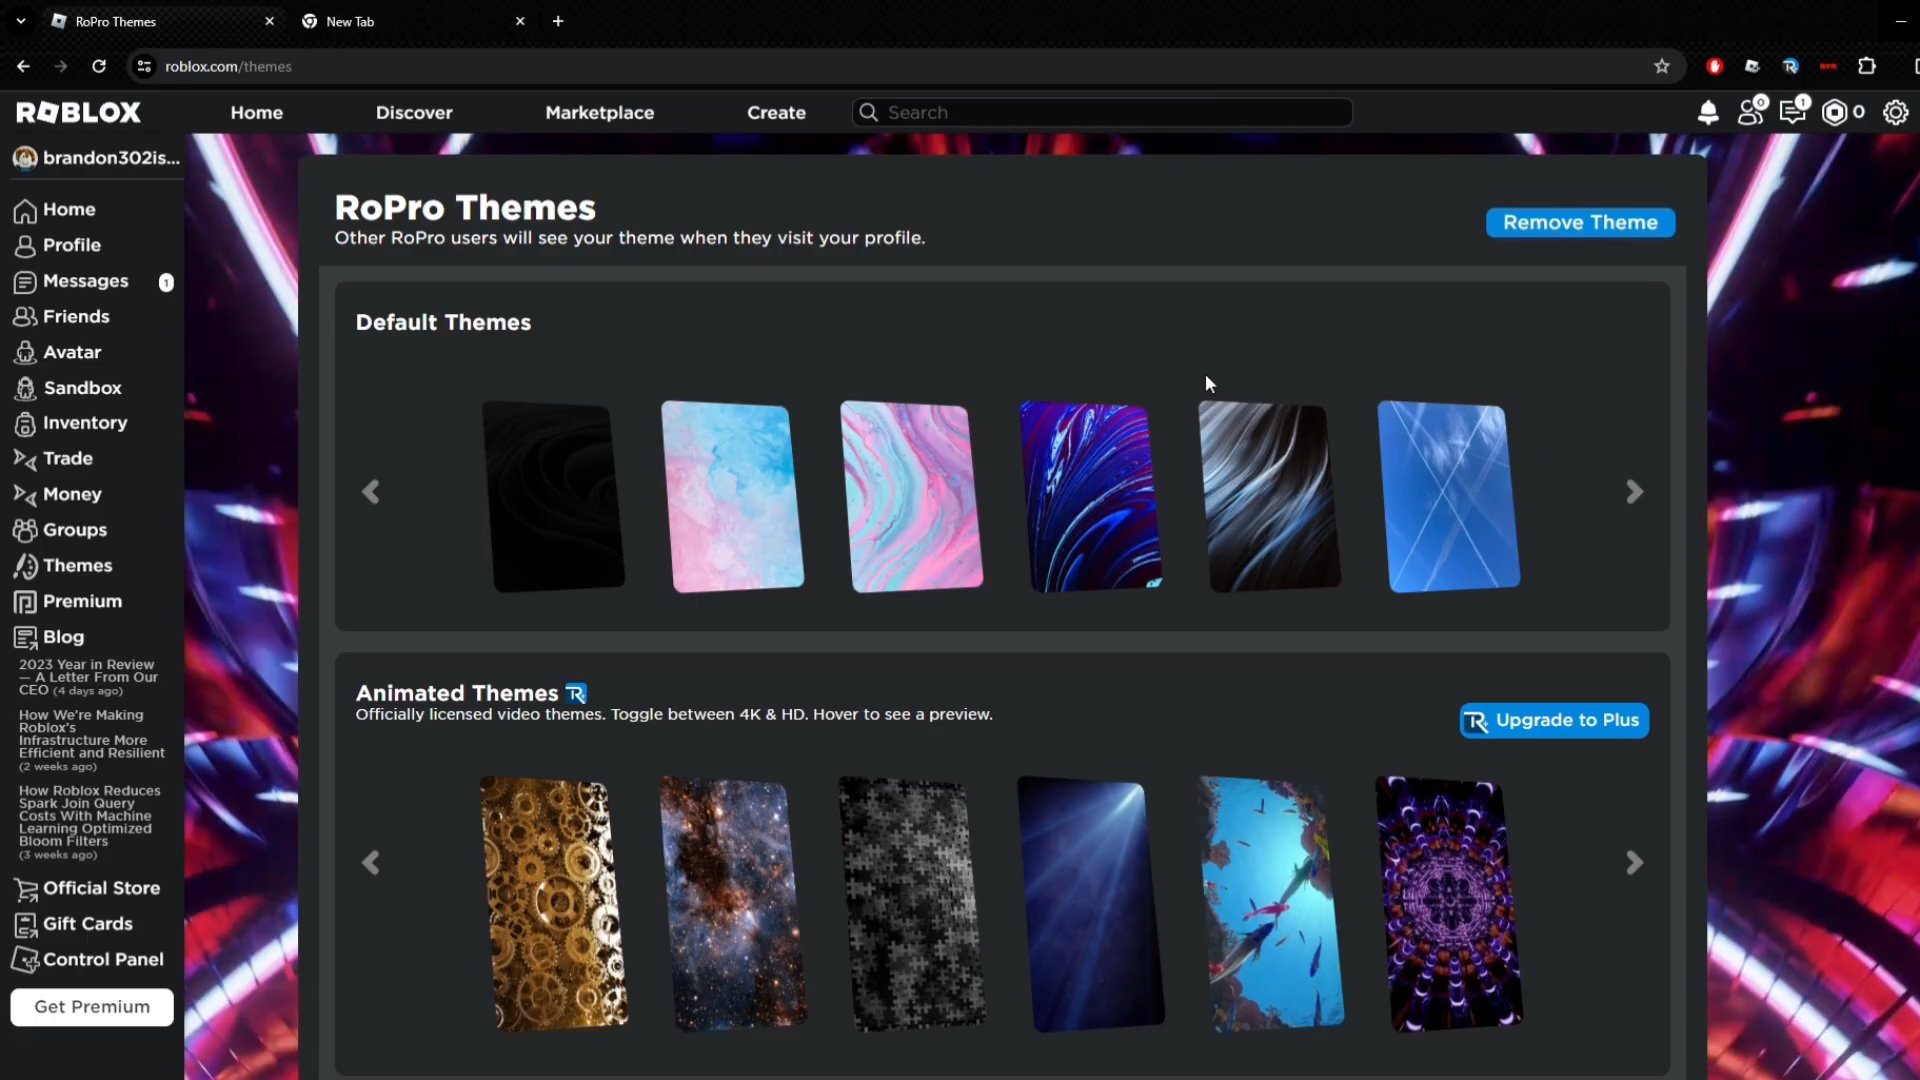 RoPro Themes
New Tab
roblox.com/themes
ROBLOX
Home
Discover
Marketplace
Create
Search
0
1
0
brandon302is...
Home
Profile
Messages
1
Friends
Avatar
Sandbox
Inventory
Trade
Money
Groups
Themes
Premium
Blog
2023 Year in Review
— A Letter From Our
CEO (4 days ago)
How We're Making
Roblox's
Infrastructure More
Efficient and Resilient
(2 weeks ago)
How Roblox Reduces
Spark Join Query
Costs With Machine
Learning Optimized
Bloom Filters
(3 weeks ago)
Official Store
Gift Cards
Control Panel
Get Premium
RoPro Themes
Other RoPro users will see your theme when they visit your profile.
Remove Theme
Default Themes
Animated Themes
Officially licensed video themes. Toggle between 4K & HD. Hover to see a preview.
Upgrade to Plus